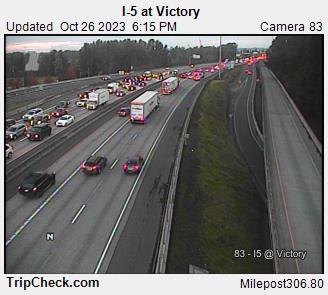 I-5 at Victory
Updated Oct 26 2023 6:15 PM Camera 83
N
83 - I5 @ Victory
TripCheck.com Milepost306.80